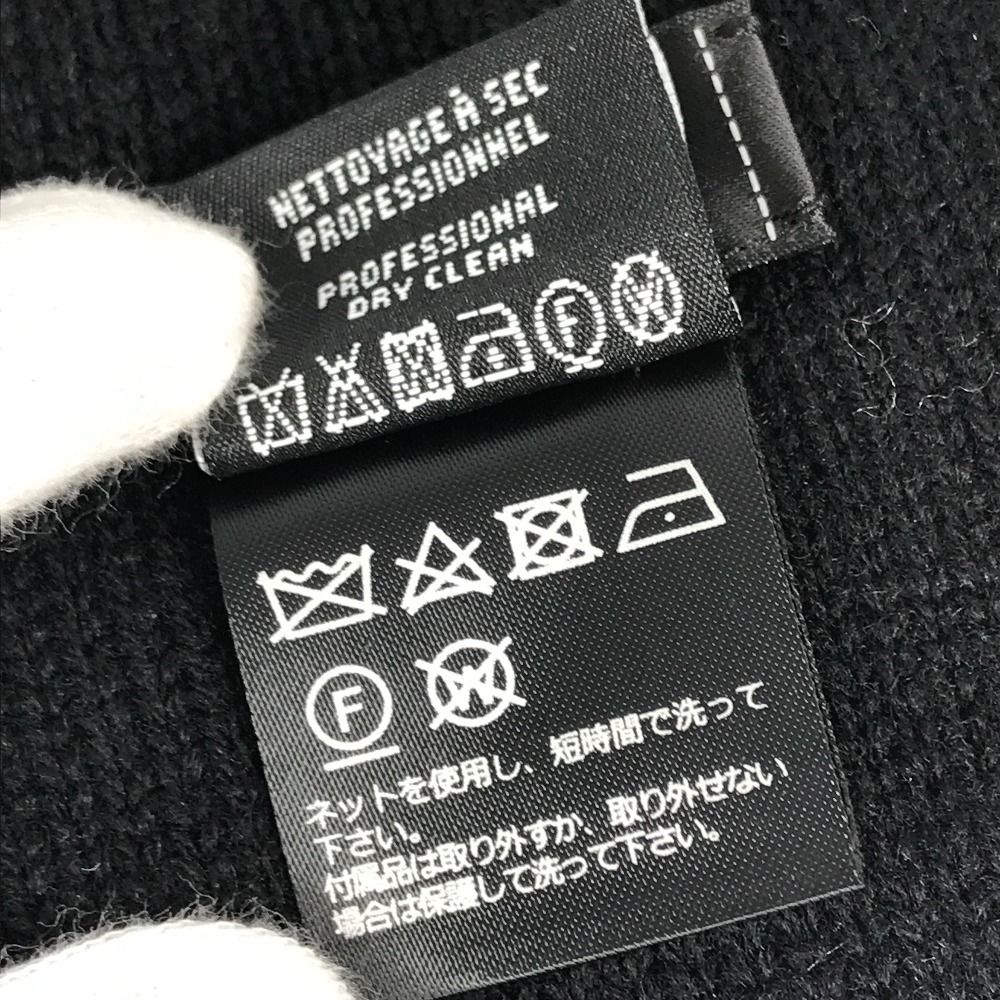 NETTOYAGE À SEC
PROFESSIONNEL
PROFESSIONAL
DRY CLEAN
F W
F W
ネットを使用し、短時間で洗って
下さい。
付属品は取り外すか、取り外せない
場合は保護して洗って下さい。